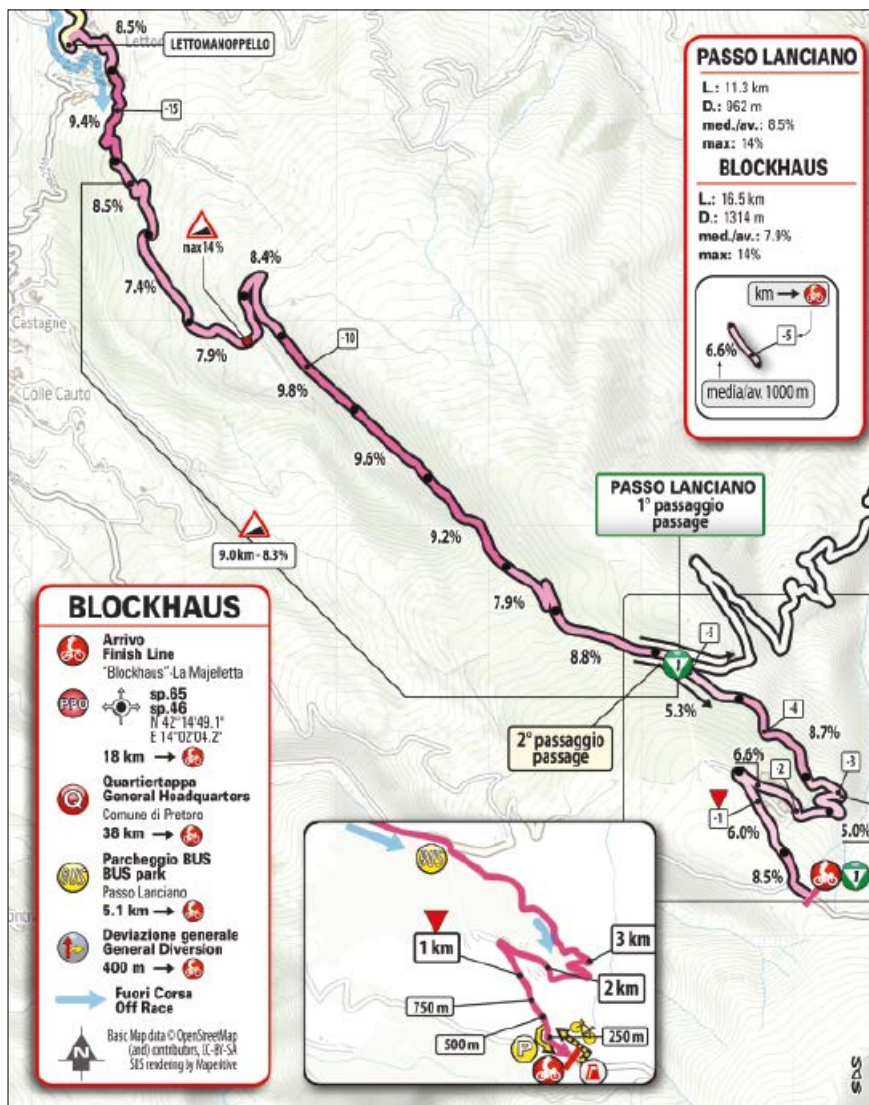 8.5%
LETTOMANOPPELLO
-15
9.4%
8.5%
max 14%
8.4%
7.4%
7.9%
-10
9.8%
Castagne
Colle Cauto
9.6%
9.2%
9.0 km - 8.3%
7.9%
8.8%
PASSO LANCIANO
L.: 11.3 km
D.: 962 m
med./av.: 8.5%
max: 14%
BLOCKHAUS
L.: 16.5 km
D.: 1314 m
med./av.: 7.9%
max: 14%
km
-5
6.6%
media/av. 1000 m
PASSO LANCIANO
1° passaggio
passage
-5
5.3%
2° passaggio
passage
-4
8.7%
6.6%
-2
-3
-1
6.0%
5.0%
8.5%
BLOCKHAUS
Arrivo
Finish Line
"Blockhaus"-La Majelletta
PPO
sp.65
sp.46
N 42°14'49.1"
E 14°02'04.2"
18 km
Q
Quartiertappa
General Headquarters
Comune di Pretoro
38 km
BUS
Parcheggio BUS
BUS park
Passo Lanciano
5.1 km
Deviazione generale
General Diversion
400 m
Fuori Corsa
Off Race
N
Basic Map data © OpenStreetMap
(and) contributors, CC-BY-SA
SDS rendering by Maperitive
BUS
1 km
3 km
2 km
750 m
500 m
250 m
P
SDS